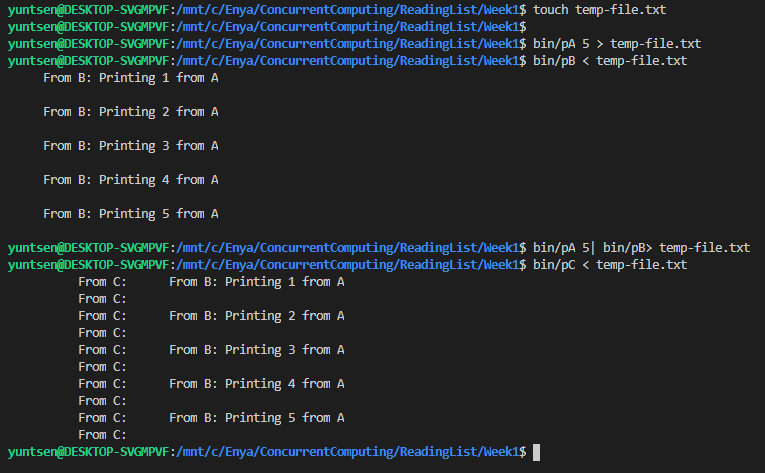 yuntsen@DESKTOP-SVGMPVF:/mnt/c/Enya/ConcurrentComputing/ReadingList/Week1$ touch temp-file.txt
yuntsen@DESKTOP-SVGMPVF:/mnt/c/Enya/ConcurrentComputing/ReadingList/Week1$
yuntsen@DESKTOP-SVGMPVF:/mnt/c/Enya/ConcurrentComputing/ReadingList/Week1$ bin/pA 5 > temp-file.txt
yuntsen@DESKTOP-SVGMPVF:/mnt/c/Enya/ConcurrentComputing/ReadingList/Week1$ bin/pB < temp-file.txt
From B: Printing 1 from A
From B: Printing 2 from A
From B: Printing 3 from A
From B: Printing 4 from A
From B: Printing 5 from A
yuntsen@DESKTOP-SVGMPVF:/mnt/c/Enya/ConcurrentComputing/ReadingList/Week1$ bin/pA 5| bin/pB> temp-file.txt
yuntsen@DESKTOP-SVGMPVF:/mnt/c/Enya/ConcurrentComputing/ReadingList/Week1$ bin/pC < temp-file.txt
From C:     From B: Printing 1 from A
From C:
From C:     From B: Printing 2 from A
From C:
From C:     From B: Printing 3 from A
From C:
From C:     From B: Printing 4 from A
From C:
From C:     From B: Printing 5 from A
From C:
yuntsen@DESKTOP-SVGMPVF:/mnt/c/Enya/ConcurrentComputing/ReadingList/Week1$